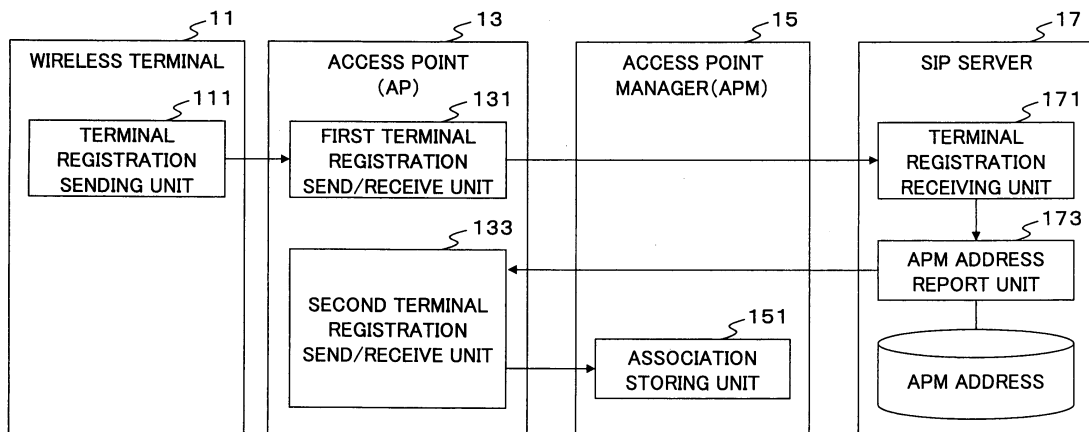 11
WIRELESS TERMINAL
111
TERMINAL
REGISTRATION
SENDING UNIT
13
ACCESS POINT
(AP)
131
FIRST TERMINAL
REGISTRATION
SEND/RECEIVE UNIT
133
SECOND TERMINAL
REGISTRATION
SEND/RECEIVE UNIT
15
ACCESS POINT
MANAGER(APM)
151
ASSOCIATION
STORING UNIT
17
SIP SERVER
171
TERMINAL
REGISTRATION
RECEIVING UNIT
173
APM ADDRESS
REPORT UNIT
APM ADDRESS